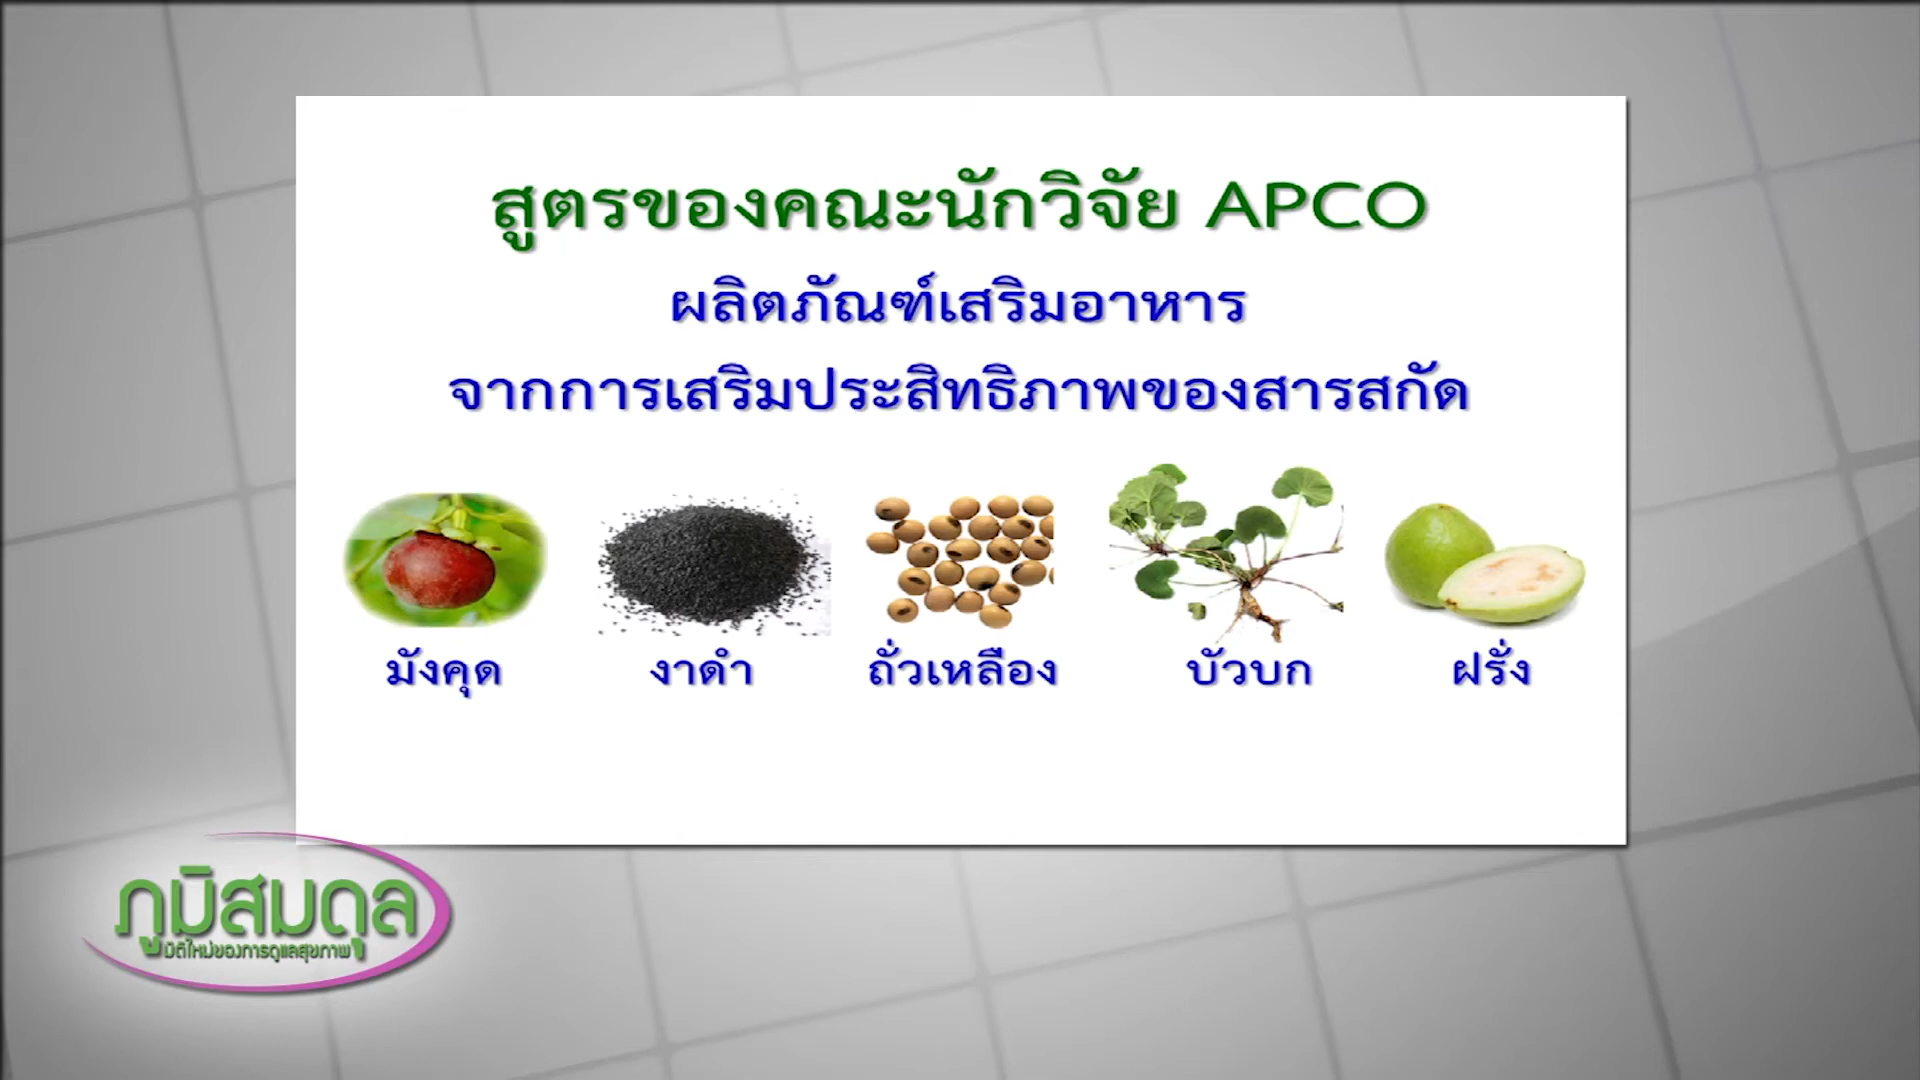 สูตรของคณะนักวิจัย APCO
ผลิตภัณฑ์เสริมอาหาร
จากการเสริมประสิทธิภาพของสารสกัด
มังคุด งาดำ ถั่วเหลือง บัวบก ฝรั่ง
ภูมิสมดุล
มิติใหม่ของการดูแลสุขภาพ